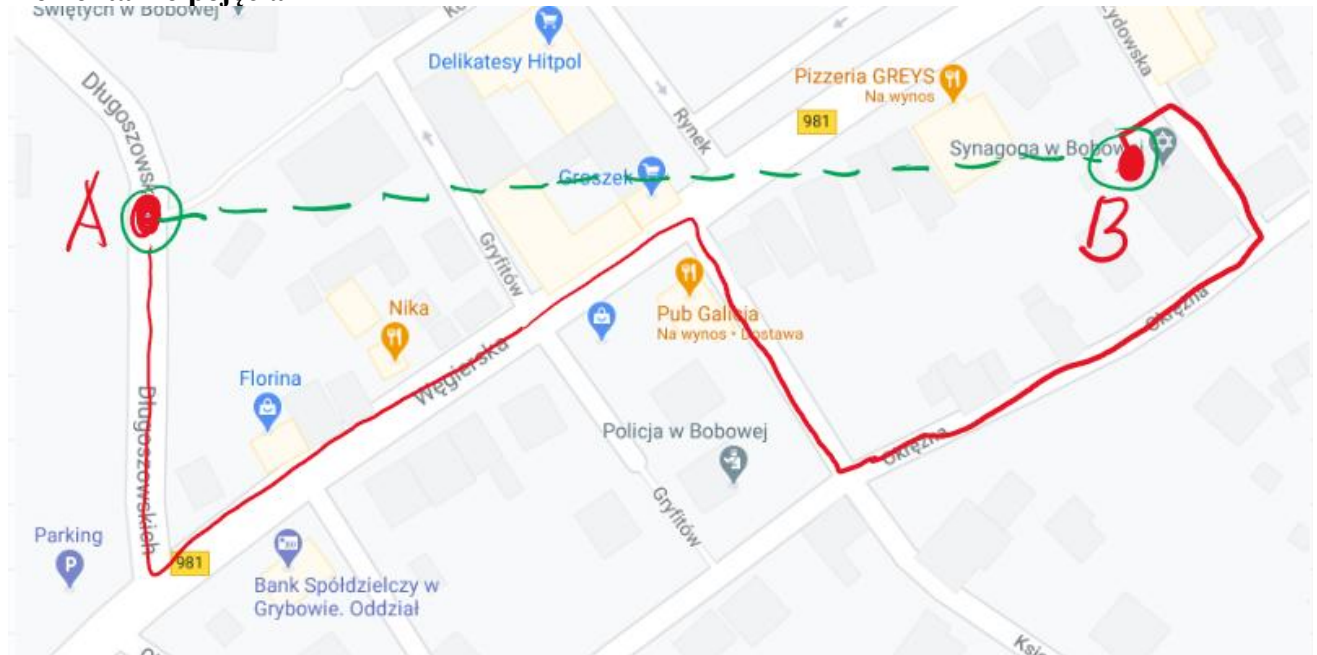 Świętych w Bobowej
Delikatesy Hitpol
Pizzeria GREYS
Na wynos
981
Rynek
Synagoga w Bobowej
Groszek
A
B
Gryfitów
Nika
Pub Galicja
Na wynos • Dostawa
Węgierska
Okrężna
Florina
Policja w Bobowej
Okrężna
Długoszowskich
Gryfitów
Parking
P
981
Bank Spółdzielczy w
Grybowie. Oddział